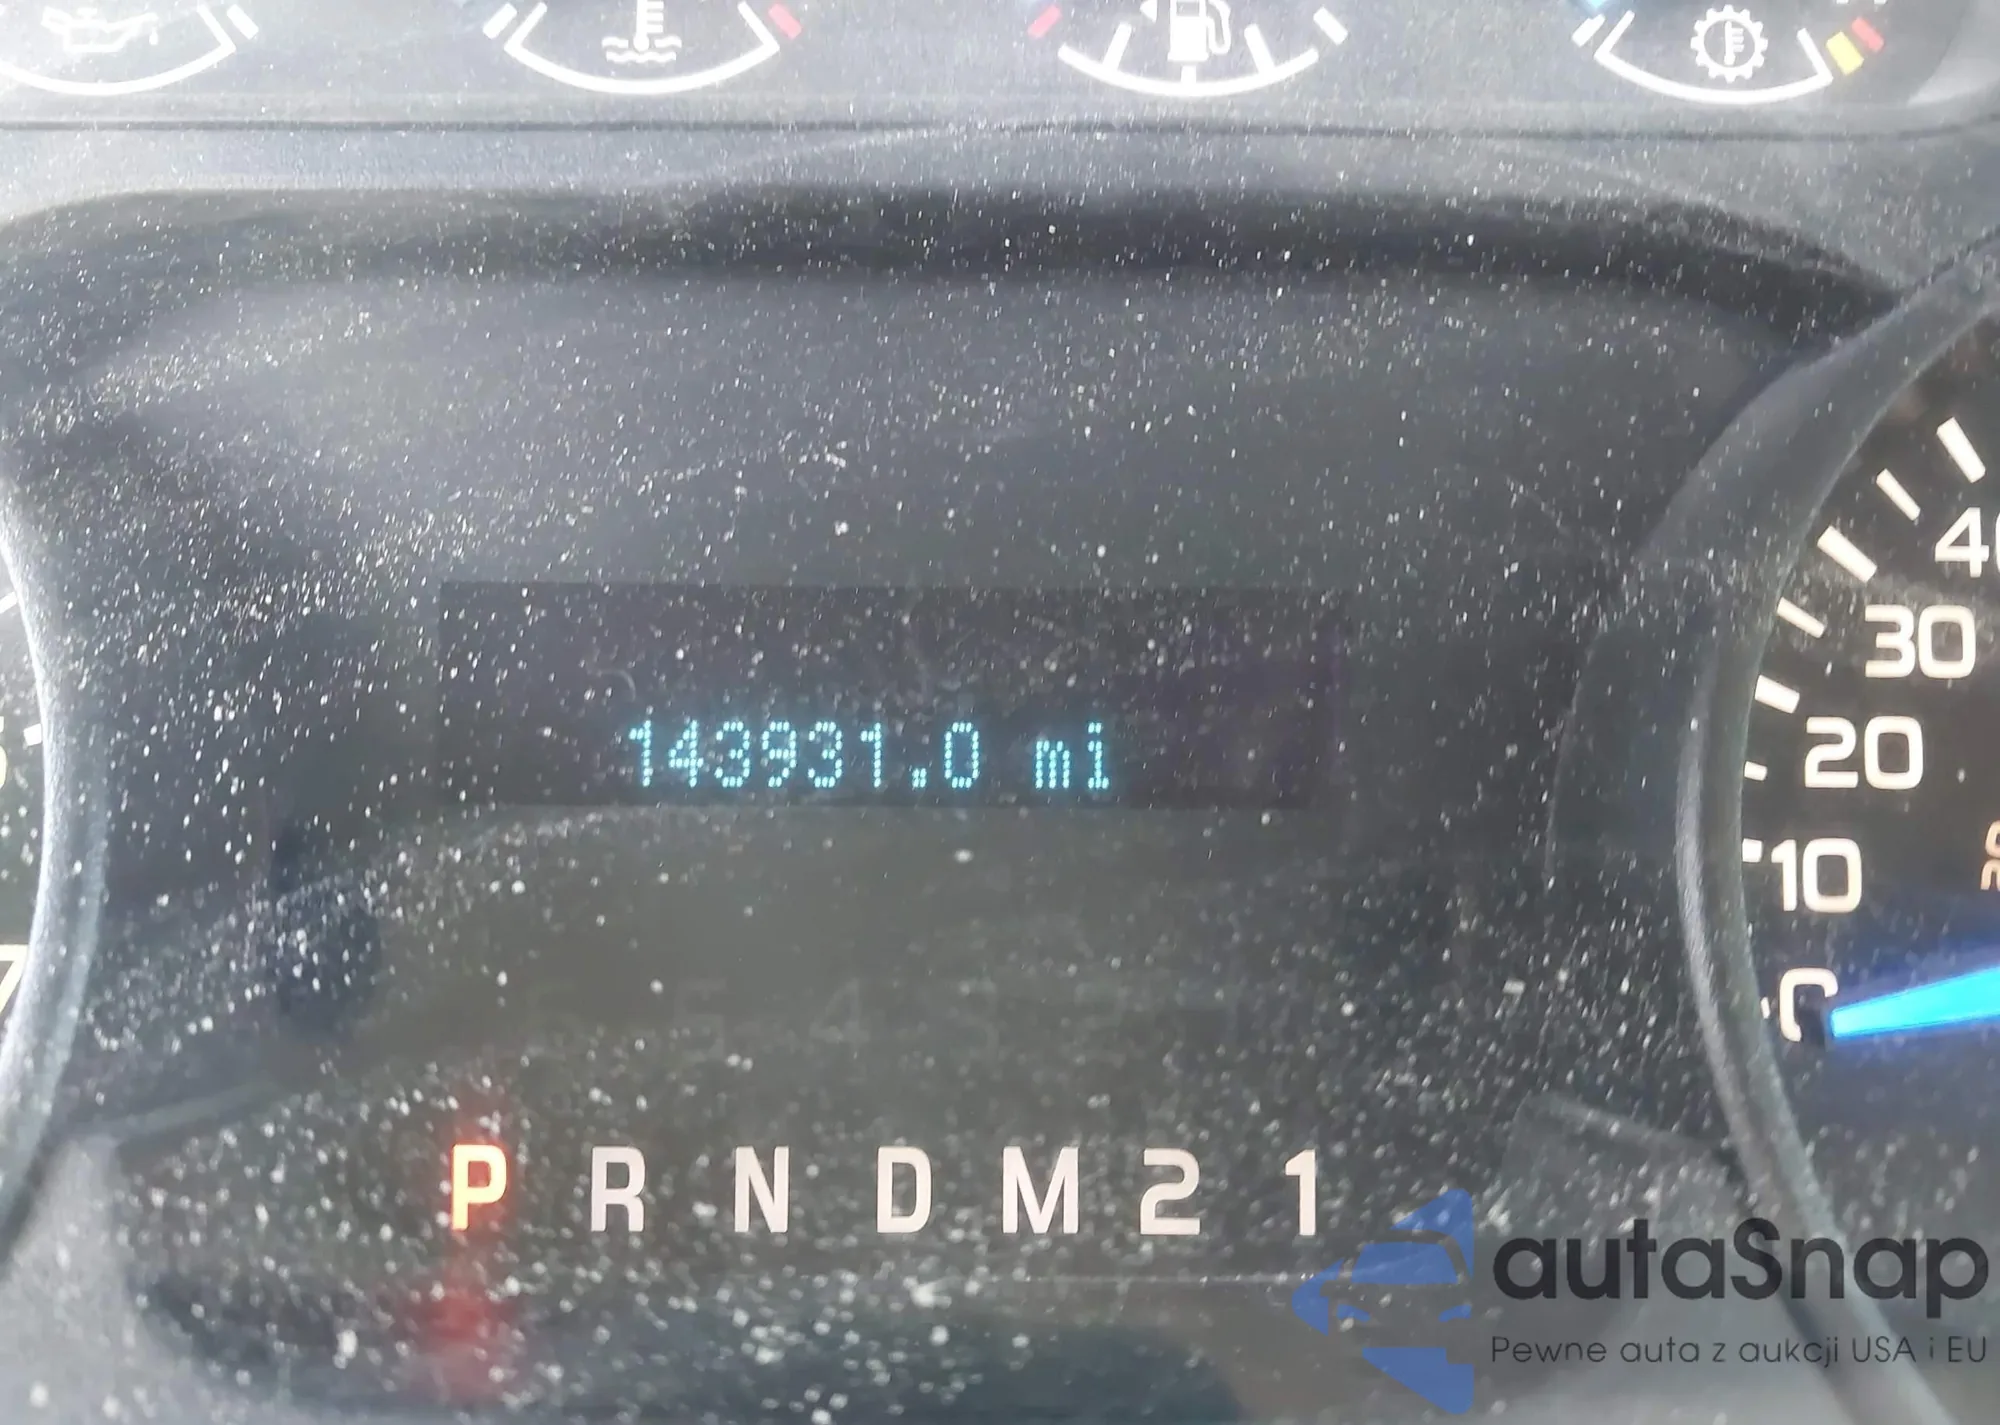 40
30
20
10
0
143931.0 mi
P R N D M 2 1
autaSnap
Pewne auta z aukcji USA i EU